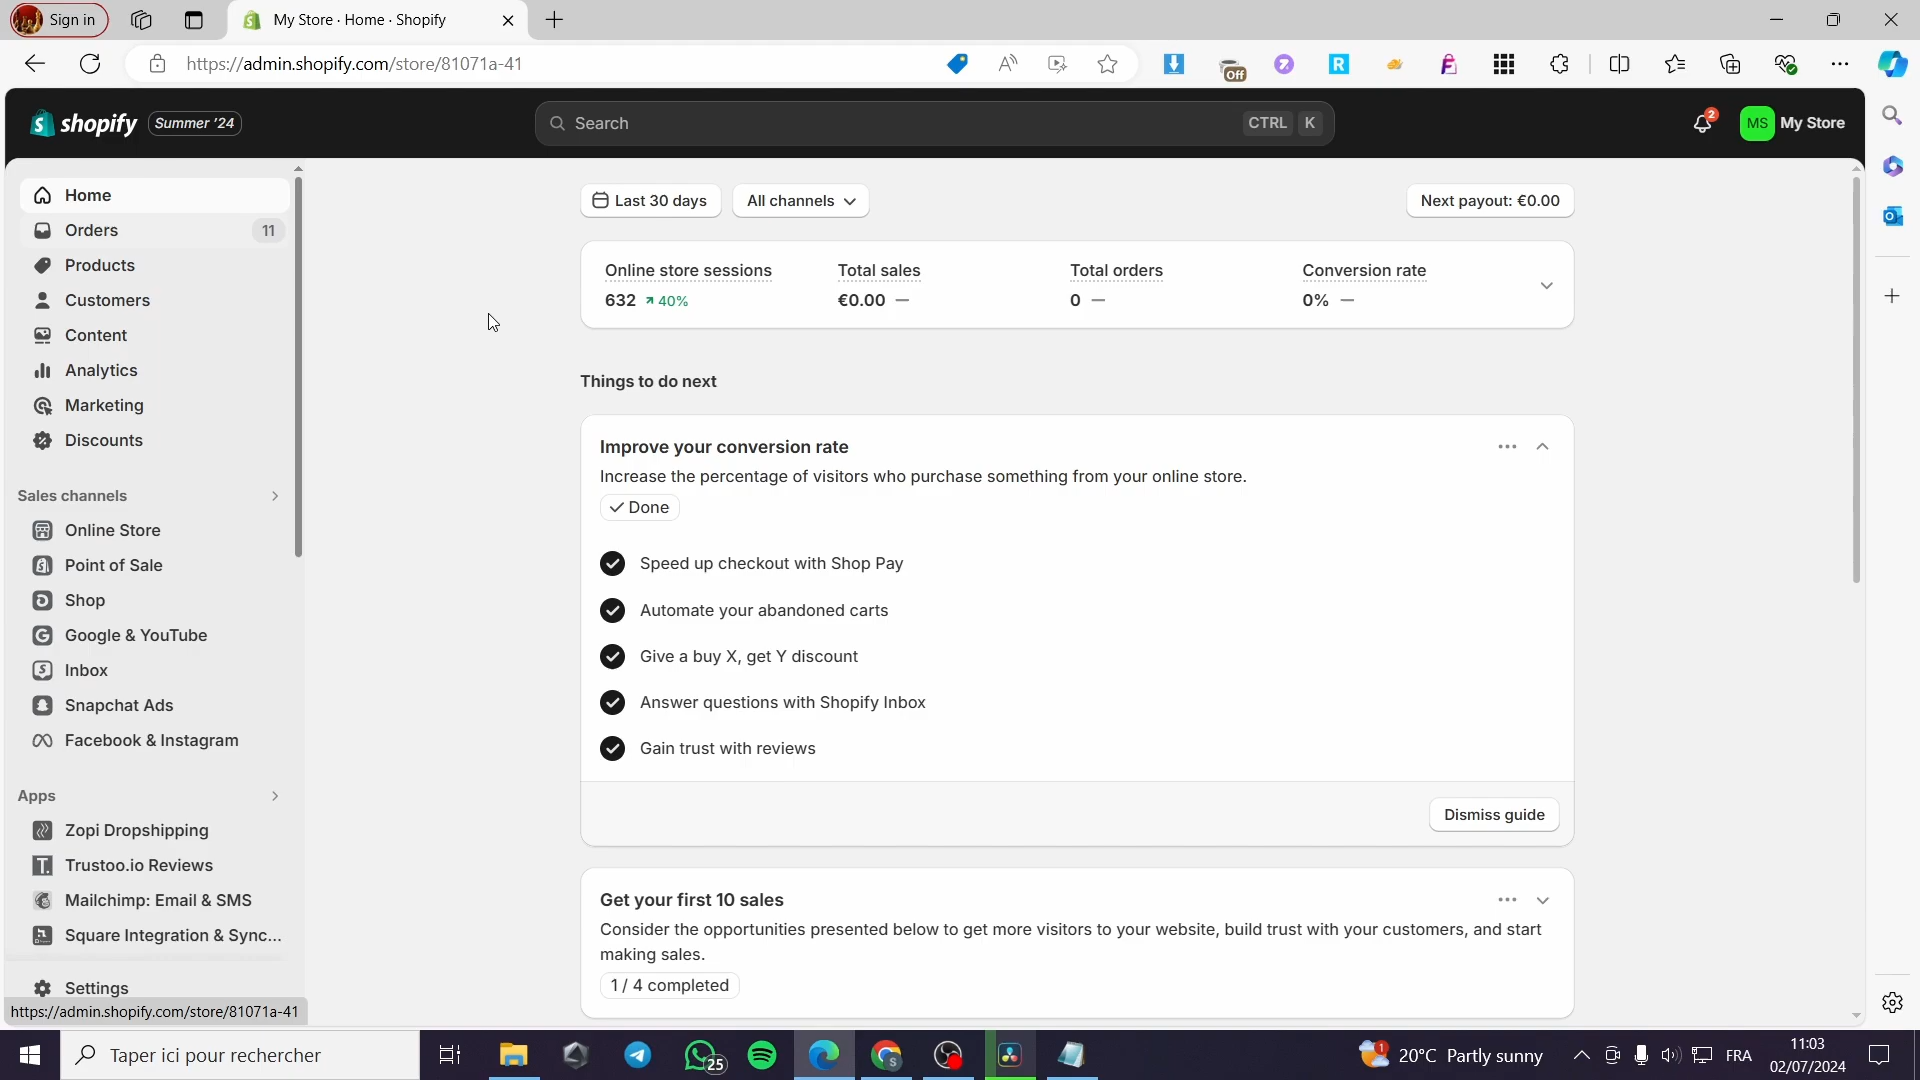 Sign in
My Store · Home · Shopify
https://admin.shopify.com/store/81071a-41
Off
shopify
Summer '24
Search
CTRL K
2
MS
My Store
Home
Orders 11
Products
Customers
Content
Analytics
Marketing
Discounts
Sales channels
Online Store
Point of Sale
Shop
Google & YouTube
Inbox
Snapchat Ads
Facebook & Instagram
Apps
Zopi Dropshipping
Trustoo.io Reviews
Mailchimp: Email & SMS
Square Integration & Sync...
Settings
https://admin.shopify.com/store/81071a-41
Last 30 days
All channels
Next payout: €0.00
Online store sessions
632 40%
Total sales
€0.00 —
Total orders
0 —
Conversion rate
0% —
Things to do next
Improve your conversion rate
Increase the percentage of visitors who purchase something from your online store.
Done
Speed up checkout with Shop Pay
Automate your abandoned carts
Give a buy X, get Y discount
Answer questions with Shopify Inbox
Gain trust with reviews
Dismiss guide
Get your first 10 sales
Consider the opportunities presented below to get more visitors to your website, build trust with your customers, and start
making sales.
1 / 4 completed
Taper ici pour rechercher
25
1
20°C Partly sunny
FRA
11:03
02/07/2024